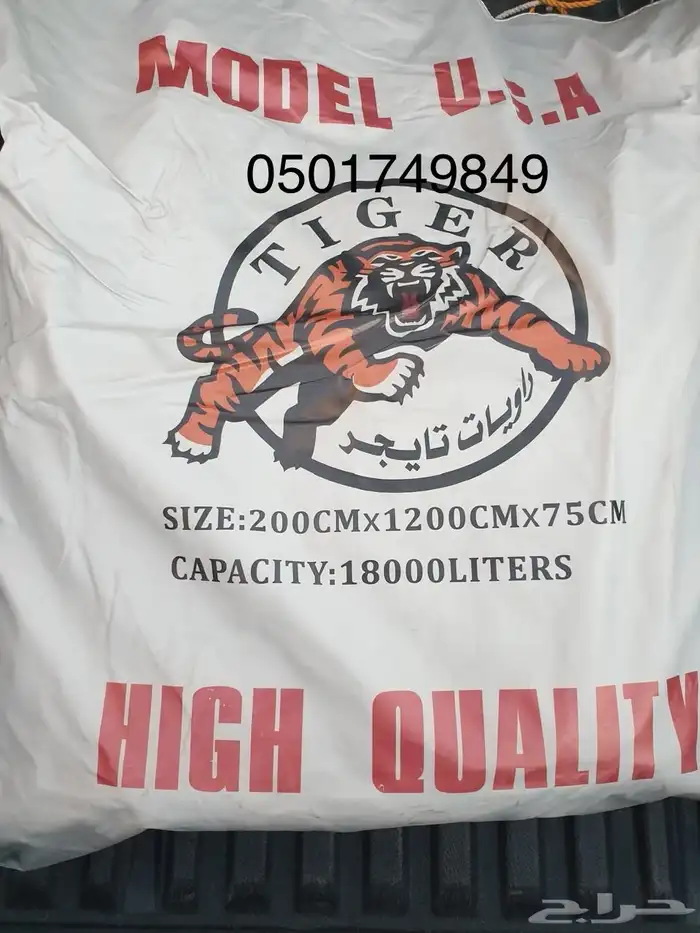 MODEL U.S.A
0501749849
TIGER
راويات تايجر
SIZE:200CMx1200CMx75CM
CAPACITY:18000LITERS
HIGH QUALITY
حراج